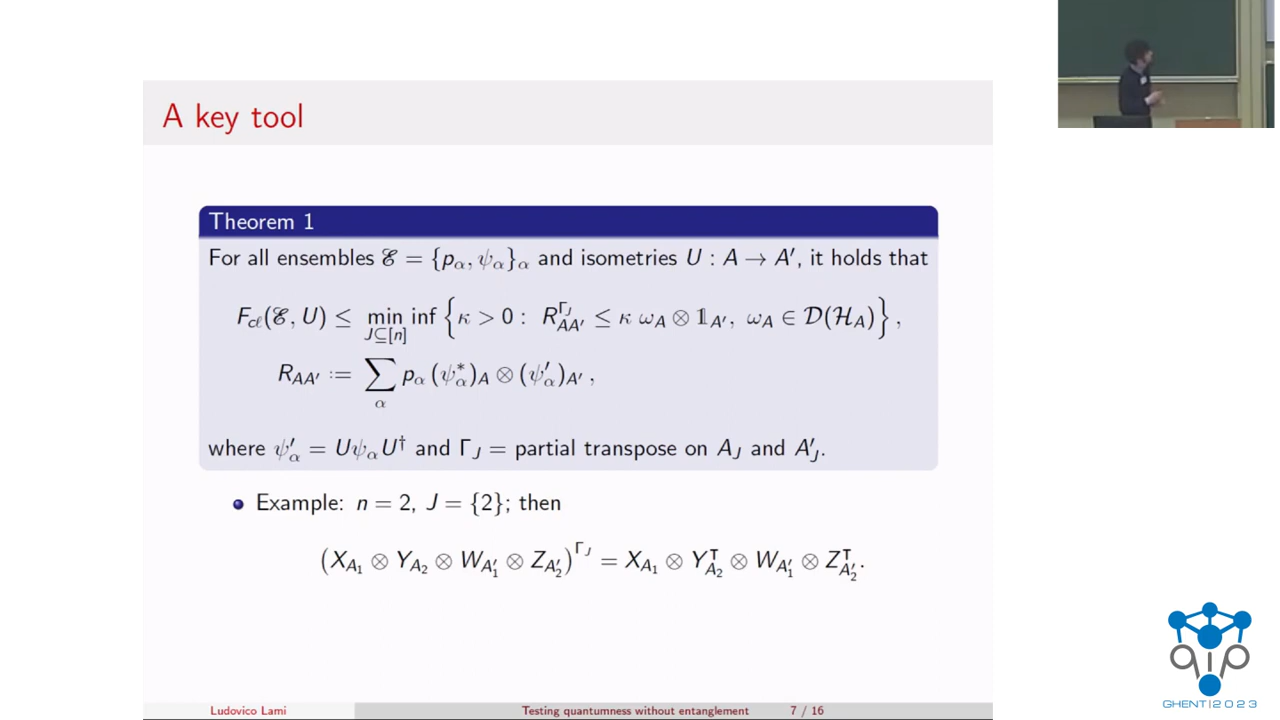 A key tool
Theorem 1
For all ensembles ℰ = {p_α, ψ_α}_α and isometries U : A → A′, it holds that
F_{cℓ}(ℰ, U) ≤ min_{J⊆[n]} inf { κ > 0 : R^{Γ_J}_{AA′} ≤ κ ω_A ⊗ 𝟙_{A′}, ω_A ∈ 𝒟(ℋ_A) } ,
R_{AA′} := ∑_α p_α (ψ*_α)_A ⊗ (ψ′_α)_{A′} ,
where ψ′_α = Uψ_αU† and Γ_J = partial transpose on A_J and A′_J.
Example: n = 2, J = {2}; then
(X_{A_1} ⊗ Y_{A_2} ⊗ W_{A′_1} ⊗ Z_{A′_2})^{Γ_J} = X_{A_1} ⊗ Y^⊺_{A_2} ⊗ W_{A′_1} ⊗ Z^⊺_{A′_2}.
Ludovico Lami Testing quantumness without entanglement 7 / 16
qip
GHENT|2023